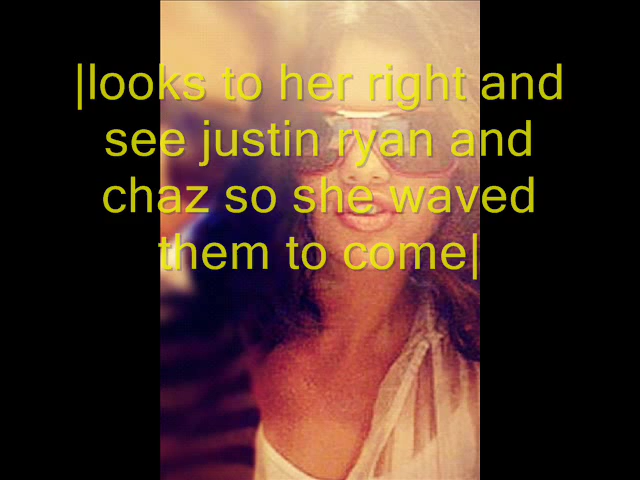 |looks to her right and
see justin ryan and
chaz so she waved
them to come|